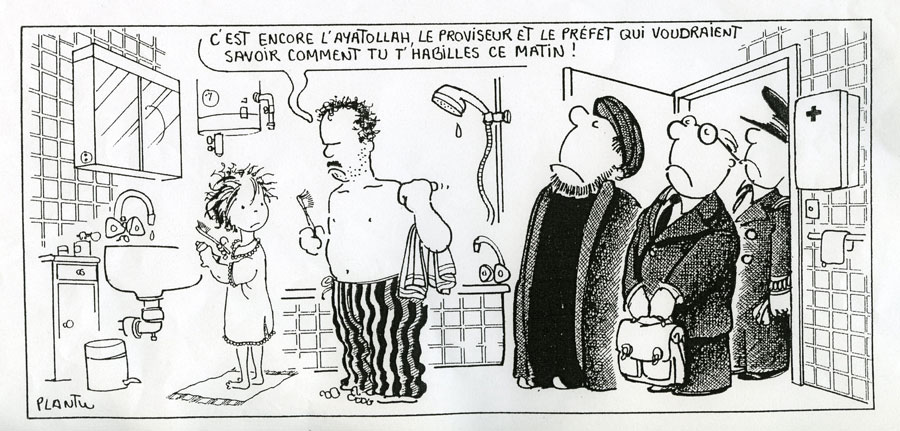 C'EST ENCORE L'AYATOLLAH, LE PROVISEUR ET LE PRÉFET QUI VOUDRAIENT
SAVOIR COMMENT TU T'HABILLES CE MATIN !
PLANTU